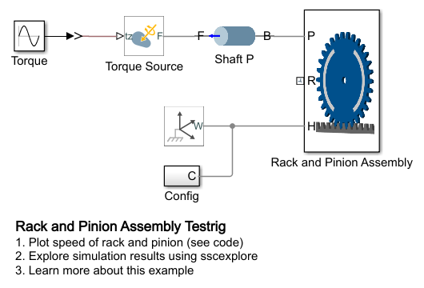 Torque
tz
F
Torque Source
F
B
Shaft P
P
R
H
Rack and Pinion Assembly
W
C
Config
Rack and Pinion Assembly Testrig
1. Plot speed of rack and pinion (see code)
2. Explore simulation results using sscexplore
3. Learn more about this example